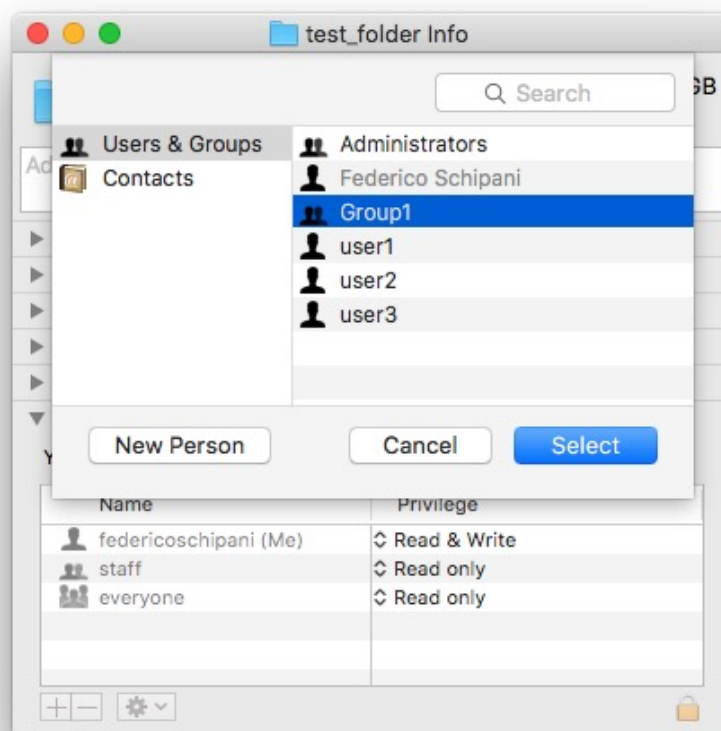 test_folder Info
Search
GB
Users & Groups
Contacts
Administrators
Federico Schipani
Group1
user1
user2
user3
Ad
New Person
Cancel
Select
Y
Name
Privilege
federicoschipani (Me)
Read & Write
staff
Read only
everyone
Read only